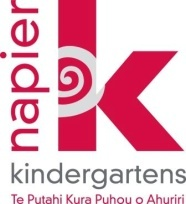 napier
k
kindergartens
Te Putahi Kura Puhou o Ahuriri